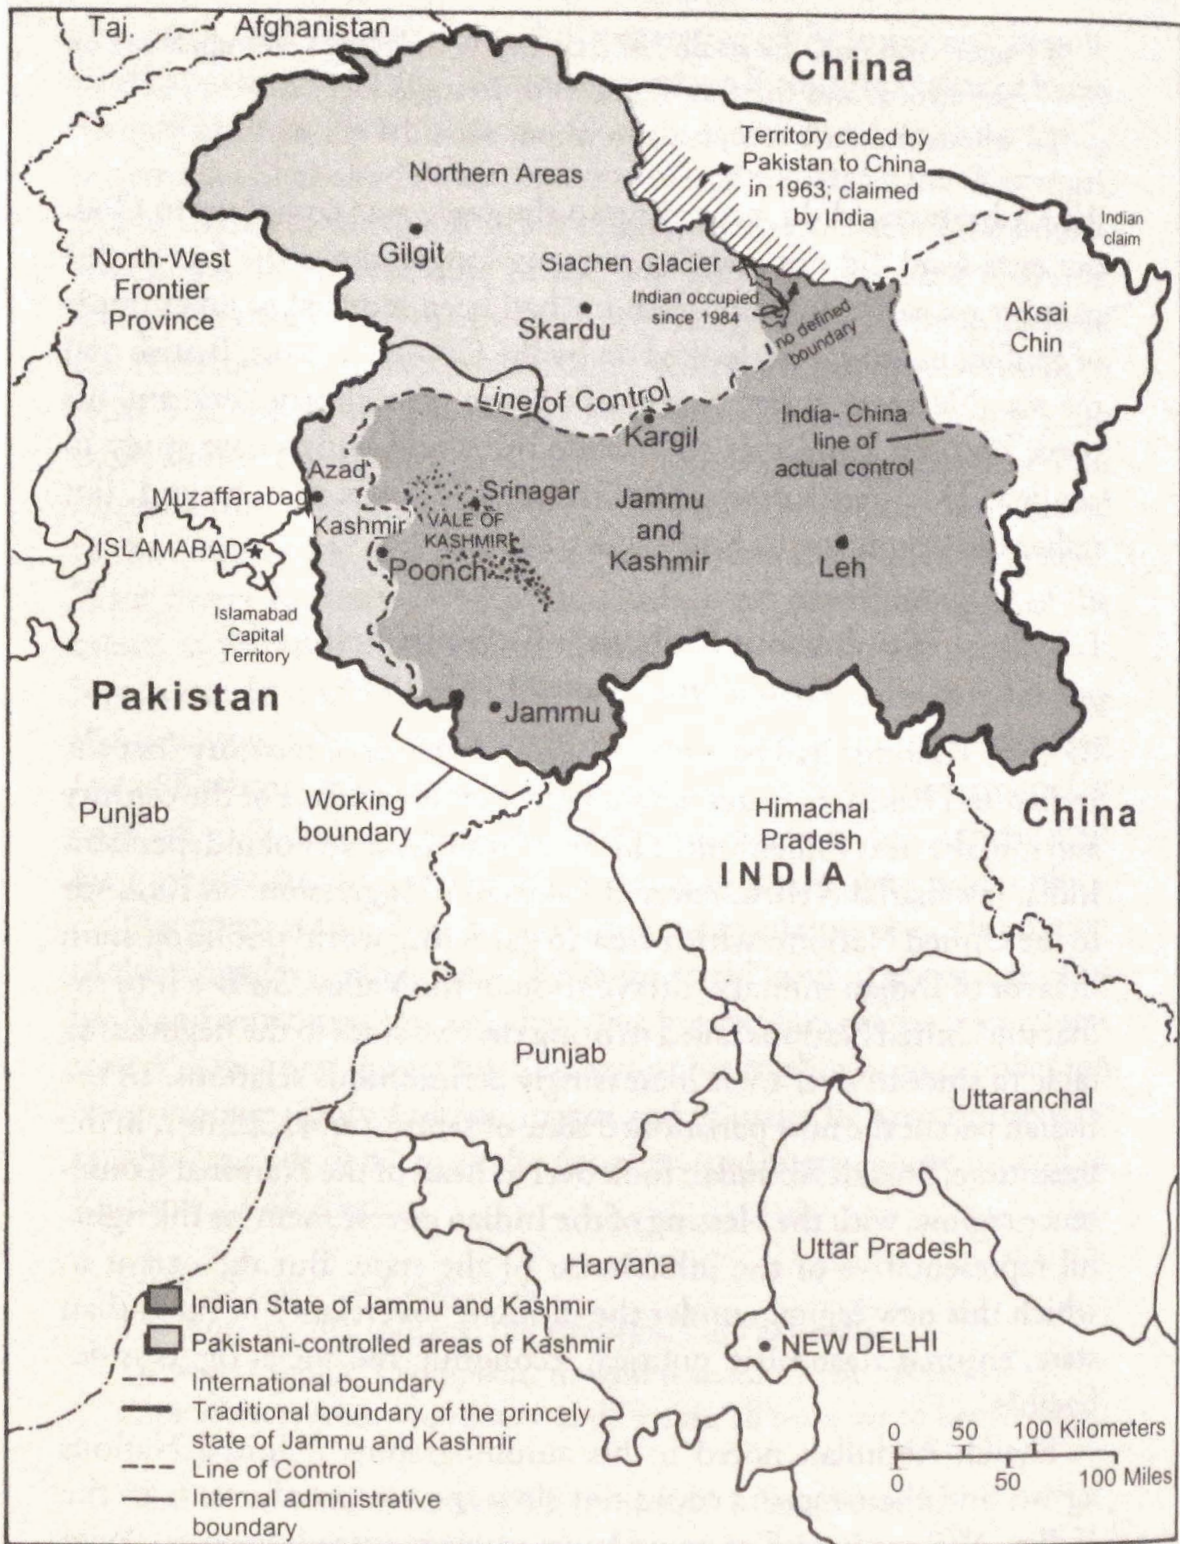 Taj.
Afghanistan
China
Territory ceded by
Pakistan to China
in 1963; claimed
by India
Northern Areas
Indian
claim
Gilgit
North-West
Frontier
Province
Siachen Glacier
Indian occupied
since 1984
Skardu
no defined
boundary
Aksai
Chin
Line of Control
Kargil
India- China
line of
actual control
Azad
Kashmir
Muzaffarabad
Srinagar
VALE OF
KASHMIR
Jammu
and
Kashmir
ISLAMABAD
Poonch
Leh
Islamabad
Capital
Territory
Pakistan
Jammu
Punjab
Working
boundary
Himachal
Pradesh
INDIA
China
Punjab
Uttaranchal
Haryana
Uttar Pradesh
NEW DELHI
Indian State of Jammu and Kashmir
Pakistani-controlled areas of Kashmir
International boundary
Traditional boundary of the princely
state of Jammu and Kashmir
Line of Control
Internal administrative
boundary
0 50 100 Kilometers
0 50 100 Miles